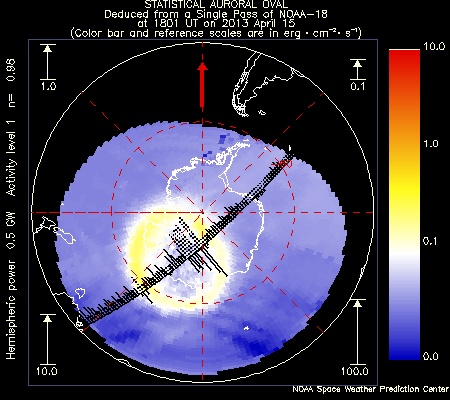 STATISTICAL AURORAL OVAL
Deduced from a Single Pass of NOAA-18
at 1801 UT on 2013 April 15
(Color bar and reference scales are in erg · cm⁻² · s⁻¹)
1.0
0.1
10.0
100.0
Hemispheric power 0.5 GW Activity level 1 n= 0.98
10.0
1.0
0.1
0.0
NOAA Space Weather Prediction Center